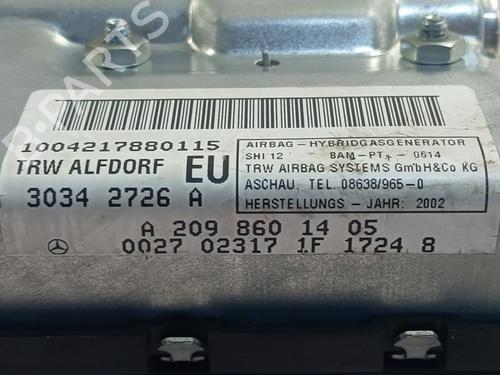 B-PARTS
1004217880115
TRW ALFDORF EU
3034 2726 A
AIRBAG - HYBRIDGASGENERATOR
SHI 12 BAM-PT₁- 0614
TRW AIRBAG SYSTEMS GmbH&Co KG
ASCHAU. TEL. 08638/965-0
HERSTELLUNGS - JAHR: 2002
A 209 860 14 05
0027 02317 1F 1724 8